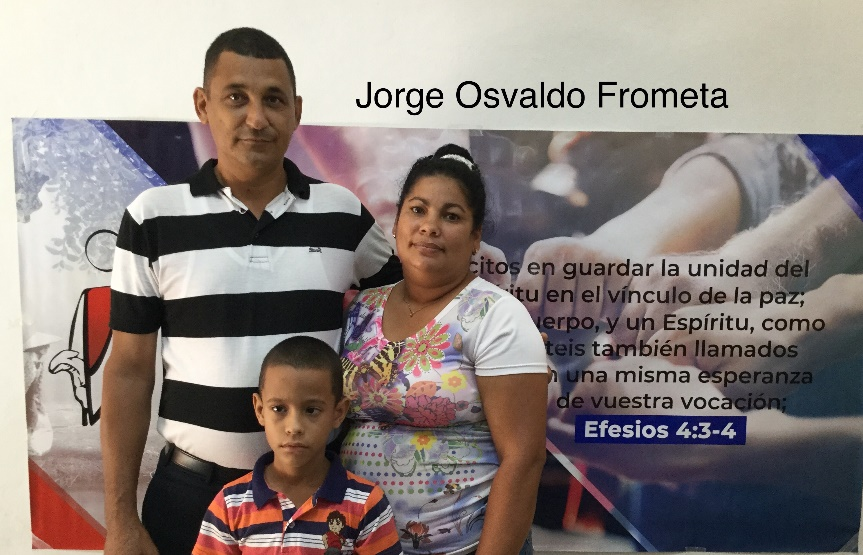 Jorge Osvaldo Frometa
citos en guardar la unidad del
itu en el vínculo de la paz;
uerpo, y un Espíritu, como
teis también llamados
una misma esperanza
de vuestra vocación;
Efesios 4:3-4